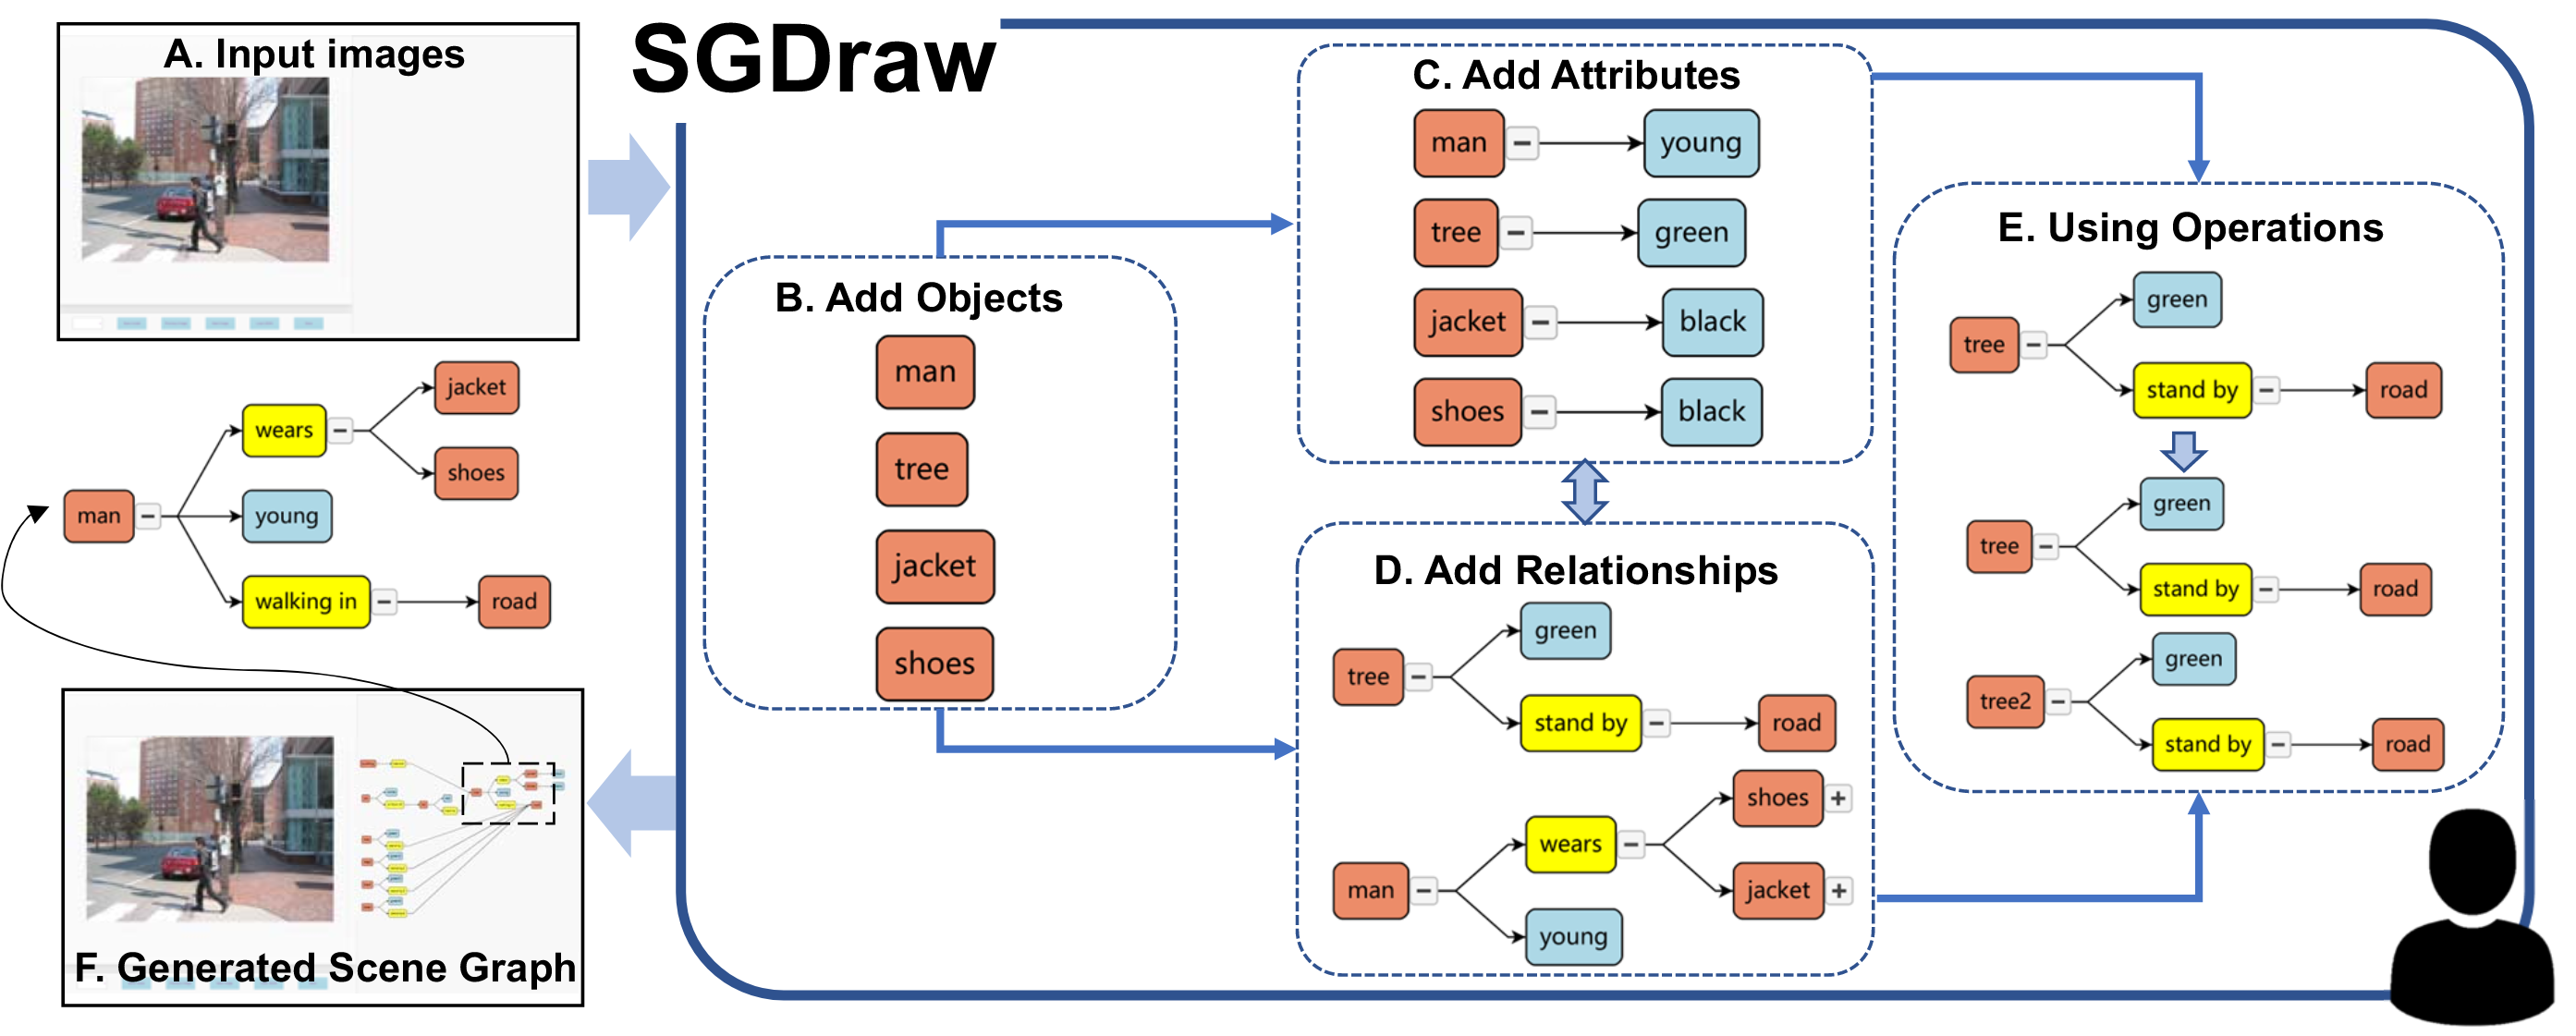 SGDraw
A. Input images
jacket
wears
shoes
man
young
walking in
road
F. Generated Scene Graph
B. Add Objects
man
tree
jacket
shoes
C. Add Attributes
man
young
tree
green
jacket
black
shoes
black
D. Add Relationships
green
tree
stand by
road
shoes
wears
man
jacket
young
E. Using Operations
green
tree
stand by
road
green
tree
stand by
road
green
tree2
stand by
road